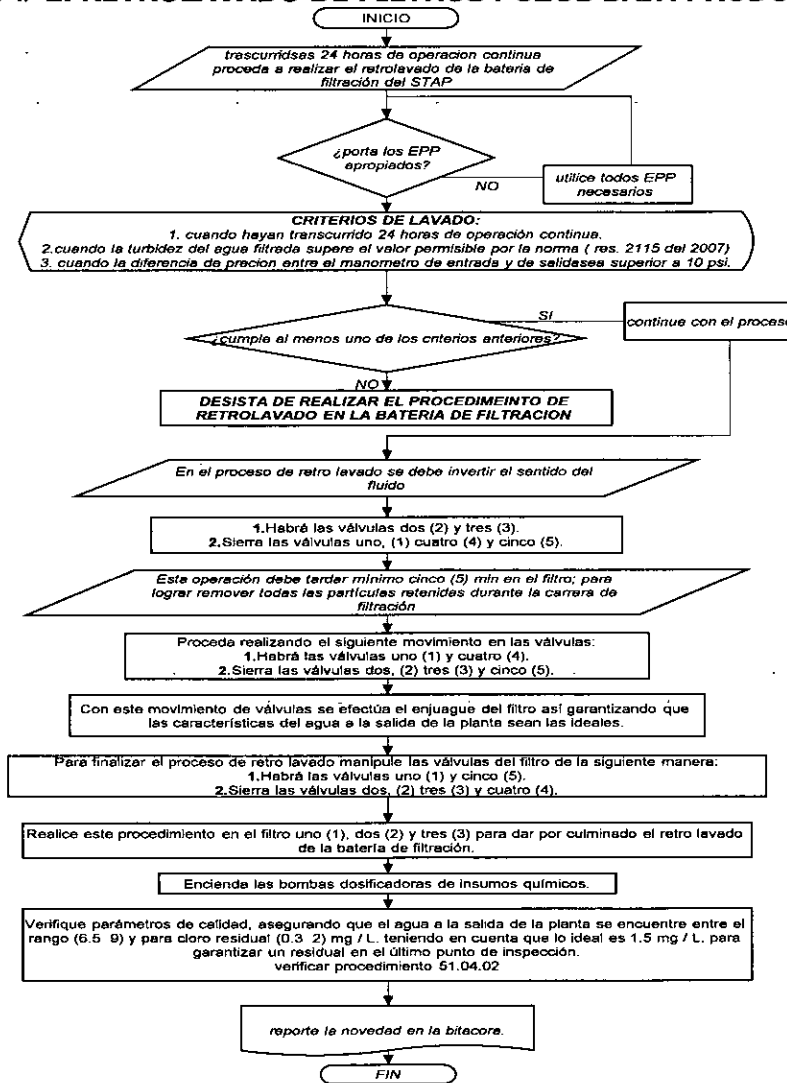 INICIO
trascurridsas 24 horas de operacion continua
proceda a realizar el retrolavado de la bateria de
filtración del STAP
¿porta los EPP
apropiados?
NO
utilice todos EPP
necesarios
CRITERIOS DE LAVADO:
1. cuando hayan transcurrido 24 horas de operación continua.
2.cuando la turbidez del agua filtrada supere el valor permisible por la norma ( res. 2115 del 2007)
3. cuando la diferencia de precion entre el manometro de entrada y de salidasea superior a 10 psi.
SI
¿cumple al menos uno de los criterios anteriores?
continue con el proceso
NO
DESISTA DE REALIZAR EL PROCEDIMEINTO DE
RETROLAVADO EN LA BATERIA DE FILTRACION
En el proceso de retro lavado se debe invertir el sentido del
fluido
1.Habrá las válvulas dos (2) y tres (3).
2.Sierra las válvulas uno, (1) cuatro (4) y cinco (5).
Esta operación debe tardar mínimo cinco (5) min en el filtro; para
lograr remover todas las partículas retenidas durante la carrera de
filtración
Proceda realizando el siguiente movimiento en las válvulas:
1.Habrá las válvulas uno (1) y cuatro (4).
2.Sierra las válvulas dos, (2) tres (3) y cinco (5).
Con este movimiento de válvulas se efectúa el enjuague del filtro así garantizando que
las características del agua a la salida de la planta sean las ideales.
Para finalizar el proceso de retro lavado manipule las válvulas del filtro de la siguiente manera:
1.Habrá las válvulas uno (1) y cinco (5).
2.Sierra las válvulas dos, (2) tres (3) y cuatro (4).
Realice este procedimiento en el filtro uno (1), dos (2) y tres (3) para dar por culminado el retro lavado
de la batería de filtración.
Encienda las bombas dosificadoras de insumos químicos.
Verifique parámetros de calidad, asegurando que el agua a la salida de la planta se encuentre entre el
rango (6.5 9) y para cloro residual (0.3 2) mg / L. teniendo en cuenta que lo ideal es 1.5 mg / L. para
garantizar un residual en el último punto de inspección.
verificar procedimiento 51.04.02
reporte la novedad en la bitacora.
FIN